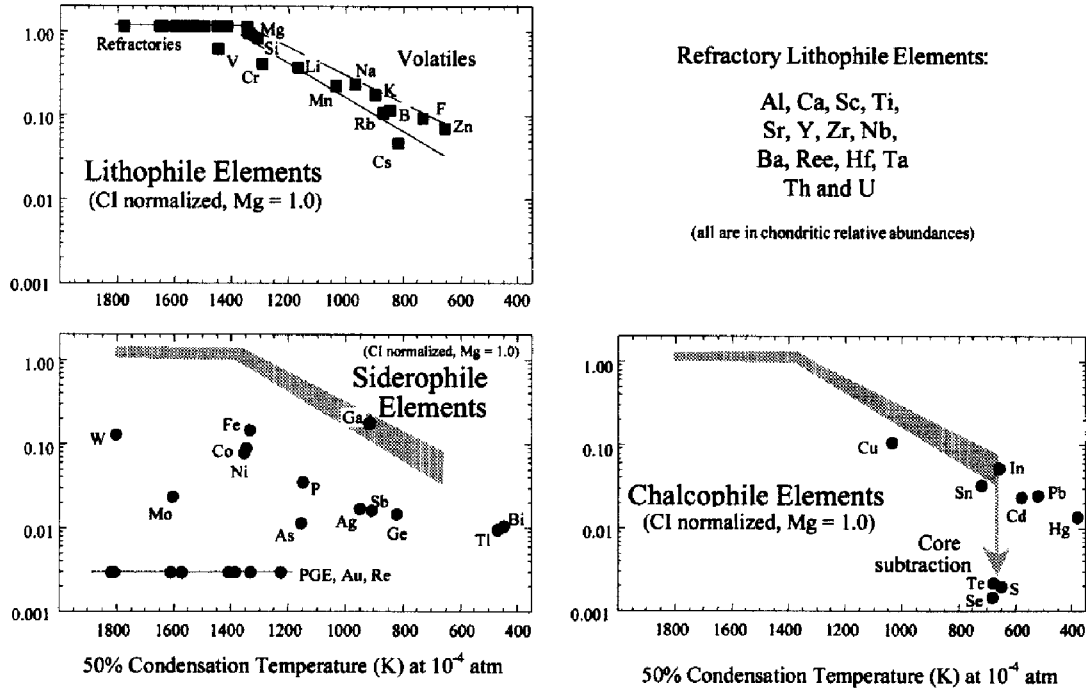 1.00
0.10
0.01
0.001
Refractories
Mg
Si
V
Cr
Volatiles
Li
Na
Mn
K
F
Rb
B
Zn
Cs
Lithophile Elements
(CI normalized, Mg = 1.0)
1800 1600 1400 1200 1000 800 600 400
Refractory Lithophile Elements:
Al, Ca, Sc, Ti,
Sr, Y, Zr, Nb,
Ba, Ree, Hf, Ta
Th and U
(all are in chondritic relative abundances)
1.00
0.10
0.01
0.001
(CI normalized, Mg = 1.0)
Siderophile
Elements
Ga
W
Fe
Co
Ni
P
Mo
As
Ag
Sb
Ge
Tl
Bi
PGE, Au, Re
1800 1600 1400 1200 1000 800 600 400
50% Condensation Temperature (K) at 10⁻⁴ atm
1.00
0.10
0.01
0.001
Cu
In
Sn
Pb
Cd
Hg
Chalcophile Elements
(CI normalized, Mg = 1.0)
Core
subtraction
Te
S
Se
1800 1600 1400 1200 1000 800 600 400
50% Condensation Temperature (K) at 10⁻⁴ atm